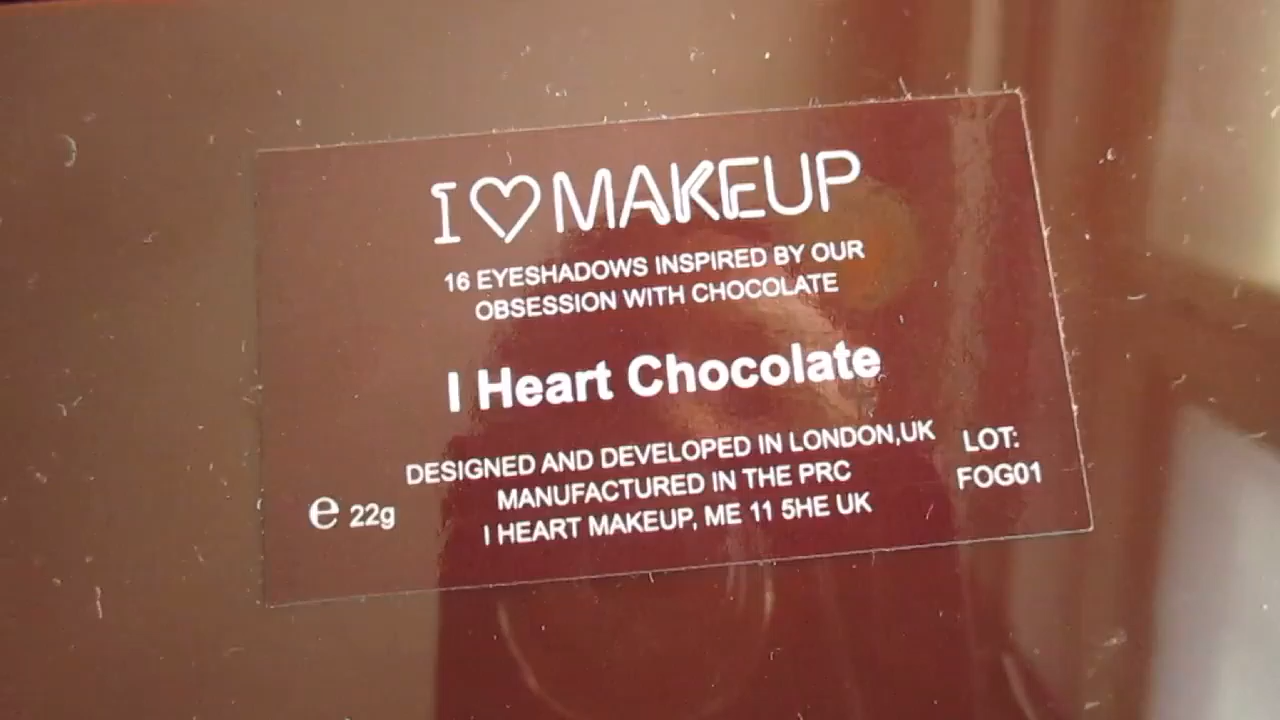 I ♡ MAKEUP
16 EYESHADOWS INSPIRED BY OUR
OBSESSION WITH CHOCOLATE
I Heart Chocolate
DESIGNED AND DEVELOPED IN LONDON,UK
MANUFACTURED IN THE PRC
I HEART MAKEUP, ME 11 5HE UK
℮ 22g
LOT:
FOG01